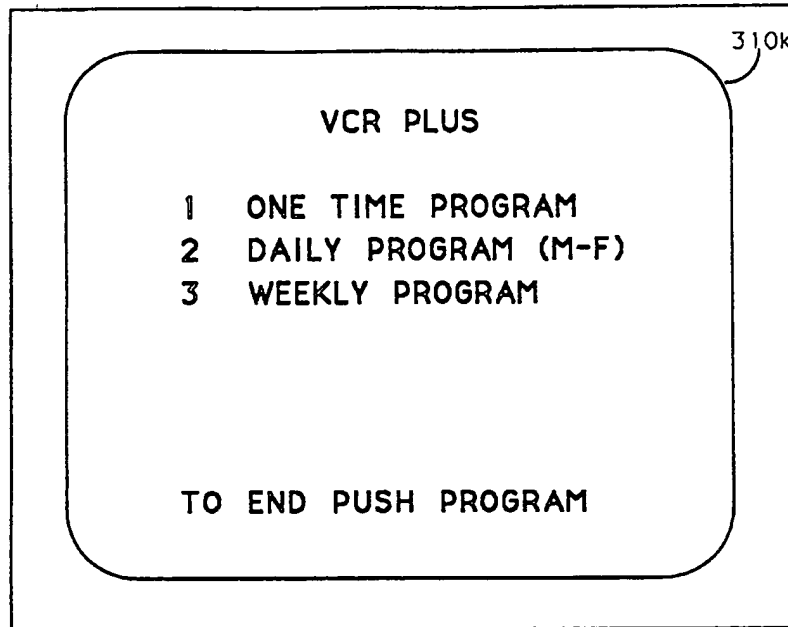 310k
VCR PLUS
1 ONE TIME PROGRAM
2 DAILY PROGRAM (M-F)
3 WEEKLY PROGRAM
TO END PUSH PROGRAM